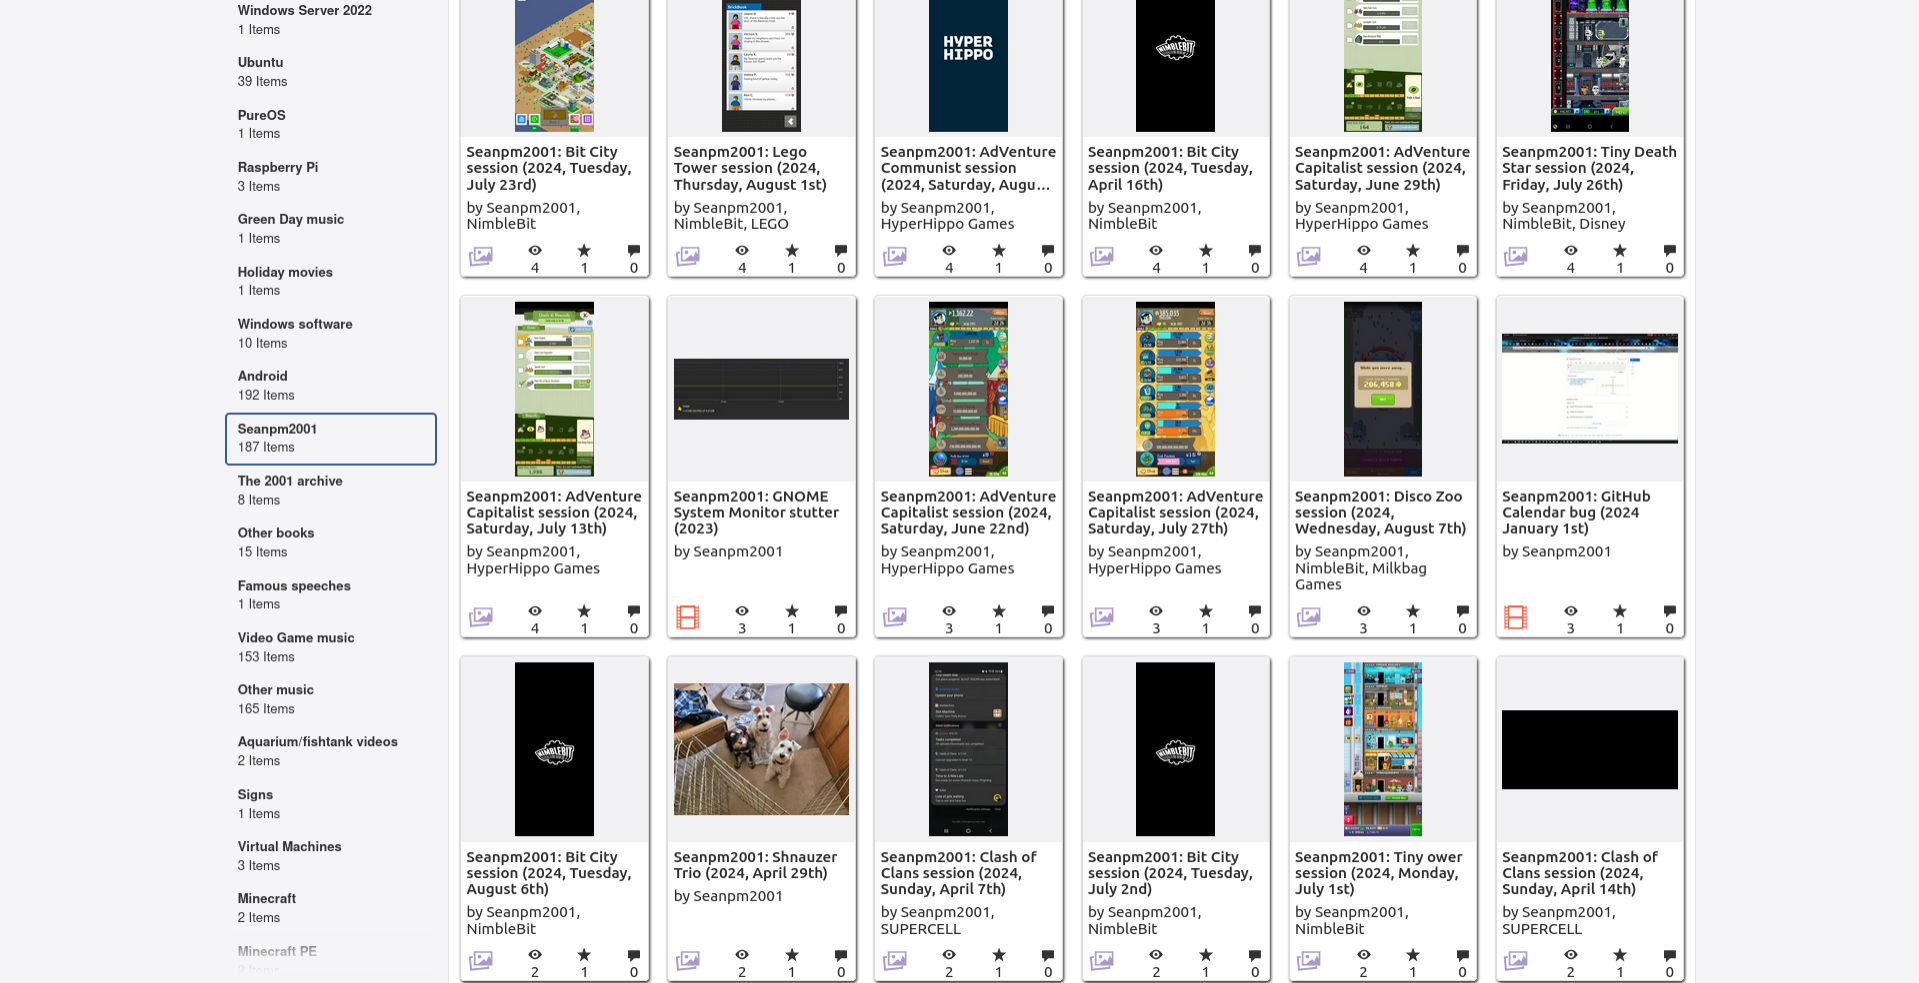 Windows Server 2022
1 Items
Ubuntu
39 Items
PureOS
1 Items
Raspberry Pi
3 Items
Green Day music
1 Items
Holiday movies
1 Items
Windows software
10 Items
Android
192 Items
Seanpm2001
187 Items
The 2001 archive
8 Items
Other books
15 Items
Famous speeches
1 Items
Video Game music
153 Items
Other music
165 Items
Aquarium/fishtank videos
2 Items
Signs
1 Items
Virtual Machines
3 Items
Minecraft
2 Items
Minecraft PE
Seanpm2001: Bit City
session (2024, Tuesday,
July 23rd)
by Seanpm2001,
NimbleBit
4 1 0
Seanpm2001: Lego
Tower session (2024,
Thursday, August 1st)
by Seanpm2001,
NimbleBit, LEGO
4 1 0
HYPER
HIPPO
Seanpm2001: AdVenture
Communist session
(2024, Saturday, Augu...
by Seanpm2001,
HyperHippo Games
4 1 0
NIMBLEBIT
Seanpm2001: Bit City
session (2024, Tuesday,
April 16th)
by Seanpm2001,
NimbleBit
4 1 0
Seanpm2001: AdVenture
Capitalist session (2024,
Saturday, June 29th)
by Seanpm2001,
HyperHippo Games
4 1 0
Seanpm2001: Tiny Death
Star session (2024,
Friday, July 26th)
by Seanpm2001,
NimbleBit, Disney
4 1 0
Seanpm2001: AdVenture
Capitalist session (2024,
Saturday, July 13th)
by Seanpm2001,
HyperHippo Games
4 1 0
Seanpm2001: GNOME
System Monitor stutter
(2023)
by Seanpm2001
3 1 0
Seanpm2001: AdVenture
Capitalist session (2024,
Saturday, June 22nd)
by Seanpm2001,
HyperHippo Games
3 1 0
Seanpm2001: AdVenture
Capitalist session (2024,
Saturday, July 27th)
by Seanpm2001,
HyperHippo Games
3 1 0
While you were away...
206,458
Seanpm2001: Disco Zoo
session (2024,
Wednesday, August 7th)
by Seanpm2001,
NimbleBit, Milkbag
Games
3 1 0
Seanpm2001: GitHub
Calendar bug (2024
January 1st)
by Seanpm2001
3 1 0
NIMBLEBIT
Seanpm2001: Bit City
session (2024, Tuesday,
August 6th)
by Seanpm2001,
NimbleBit
2 1 0
Seanpm2001: Shnauzer
Trio (2024, April 29th)
by Seanpm2001
2 1 0
Seanpm2001: Clash of
Clans session (2024,
Sunday, April 7th)
by Seanpm2001,
SUPERCELL
2 1 0
NIMBLEBIT
Seanpm2001: Bit City
session (2024, Tuesday,
July 2nd)
by Seanpm2001,
NimbleBit
2 1 0
Seanpm2001: Tiny ower
session (2024, Monday,
July 1st)
by Seanpm2001,
NimbleBit
2 1 0
Seanpm2001: Clash of
Clans session (2024,
Sunday, April 14th)
by Seanpm2001,
SUPERCELL
2 1 0